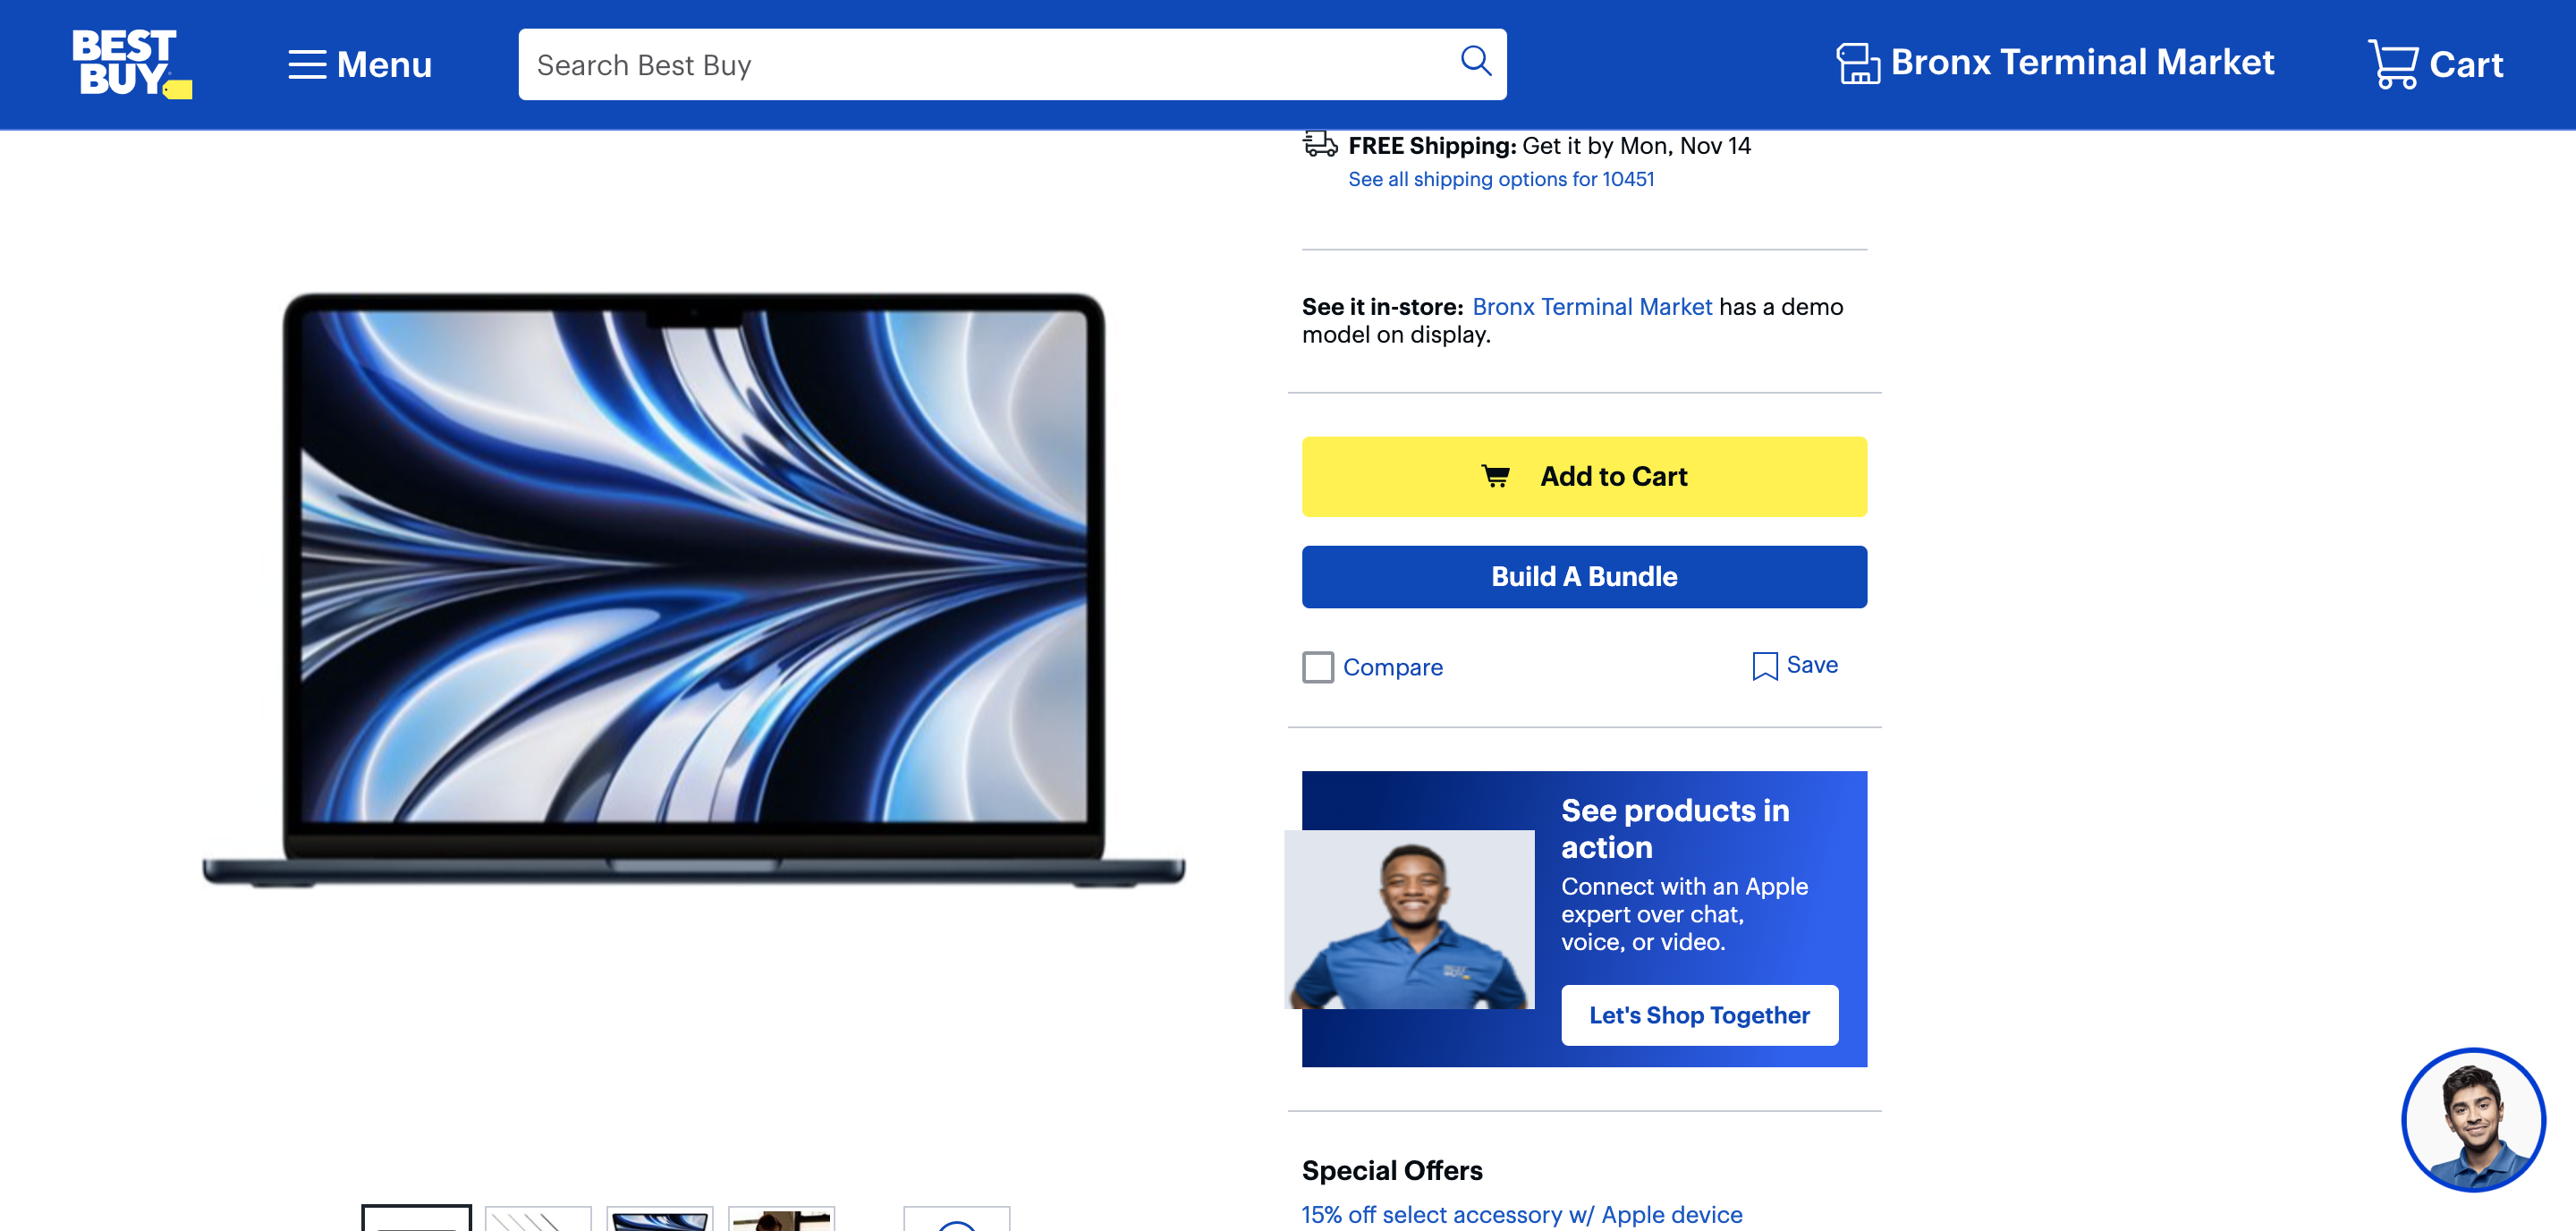 BEST
BUY
Menu
Search Best Buy
Bronx Terminal Market
Cart
FREE Shipping: Get it by Mon, Nov 14
See all shipping options for 10451
See it in-store: Bronx Terminal Market has a demo
model on display.
Add to Cart
Build A Bundle
Compare
Save
See products in
action
Connect with an Apple
expert over chat,
voice, or video.
Let's Shop Together
Special Offers
15% off select accessory w/ Apple device